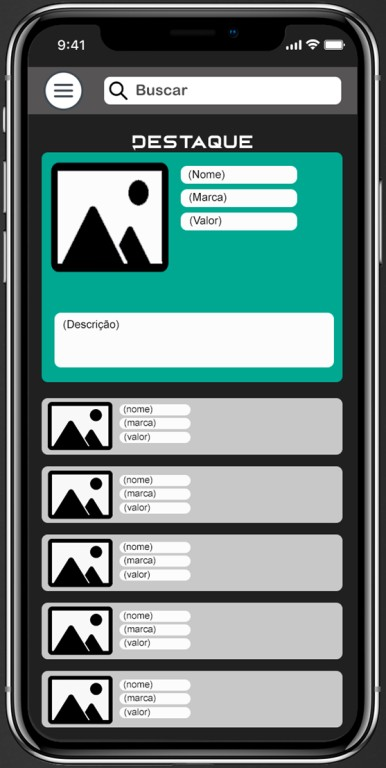 9:41
Buscar
DESTAQUE
(Nome)
(Marca)
(Valor)
(Descrição)
(nome)
(marca)
(valor)
(nome)
(marca)
(valor)
(nome)
(marca)
(valor)
(nome)
(marca)
(valor)
(nome)
(marca)
(valor)